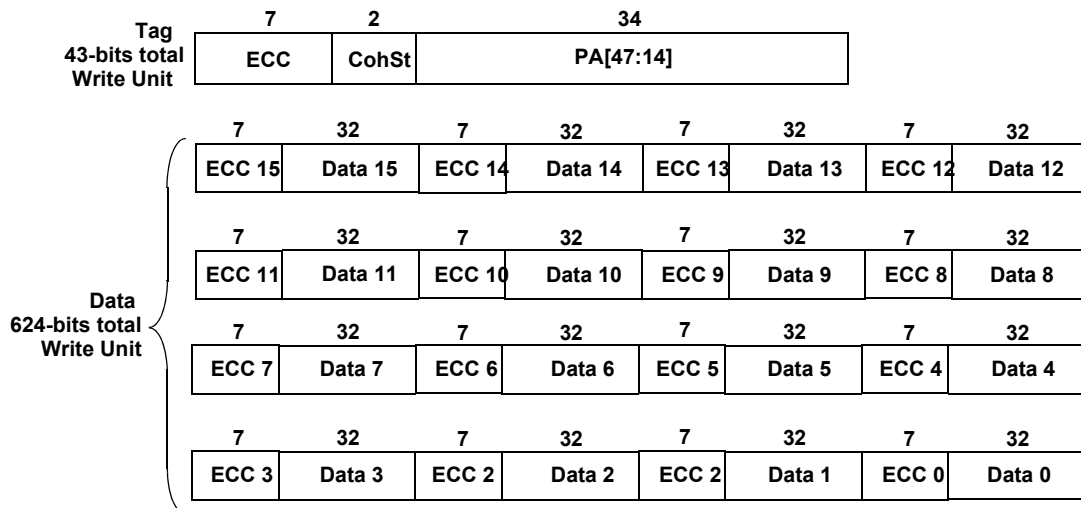 7 2 34
Tag
43-bits total
Write Unit
ECC CohSt PA[47:14]
7 32 7 32 7 32 7 32
ECC 15 Data 15 ECC 14 Data 14 ECC 13 Data 13 ECC 12 Data 12
7 32 7 32 7 32 7 32
ECC 11 Data 11 ECC 10 Data 10 ECC 9 Data 9 ECC 8 Data 8
Data
624-bits total
Write Unit
7 32 7 32 7 32 7 32
ECC 7 Data 7 ECC 6 Data 6 ECC 5 Data 5 ECC 4 Data 4
7 32 7 32 7 32 7 32
ECC 3 Data 3 ECC 2 Data 2 ECC 2 Data 1 ECC 0 Data 0